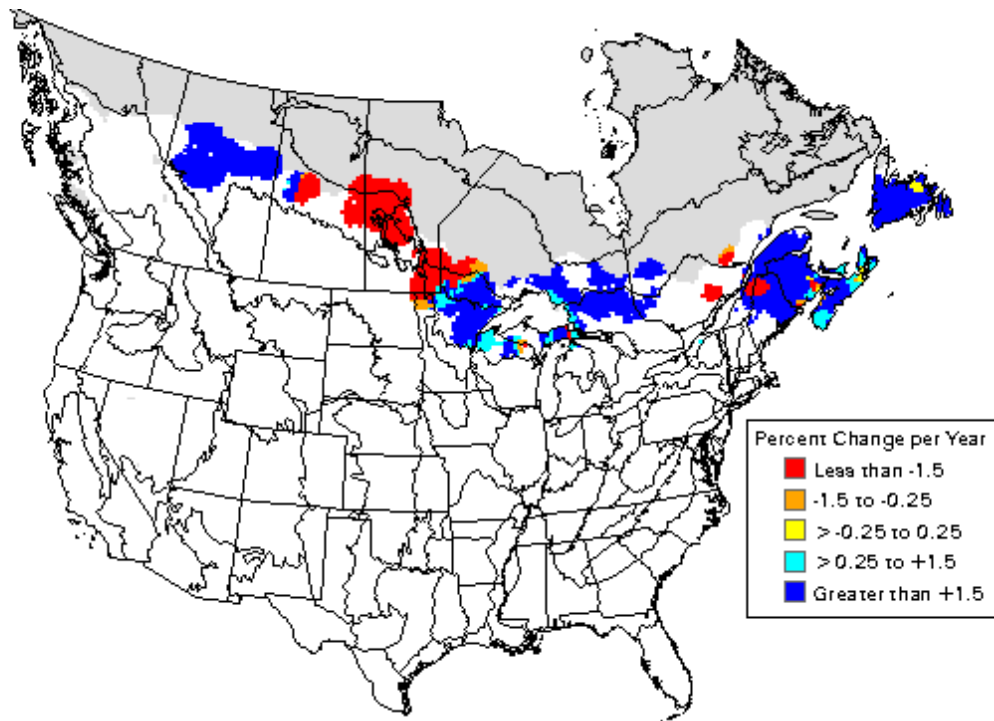 Percent Change per Year
Less than -1.5
-1.5 to -0.25
> -0.25 to 0.25
> 0.25 to +1.5
Greater than +1.5